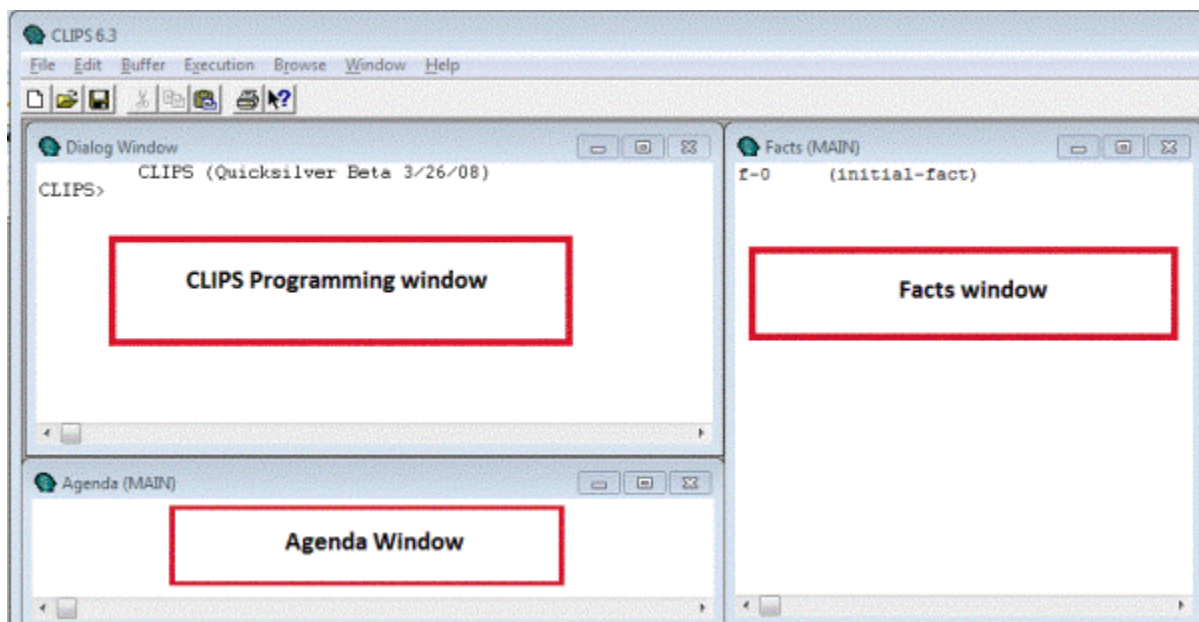 CLIPS 6.3
File Edit Buffer Execution Browse Window Help
Dialog Window
CLIPS (Quicksilver Beta 3/26/08)
CLIPS>
CLIPS Programming window
Facts (MAIN)
f-0 (initial-fact)
Facts window
Agenda (MAIN)
Agenda Window